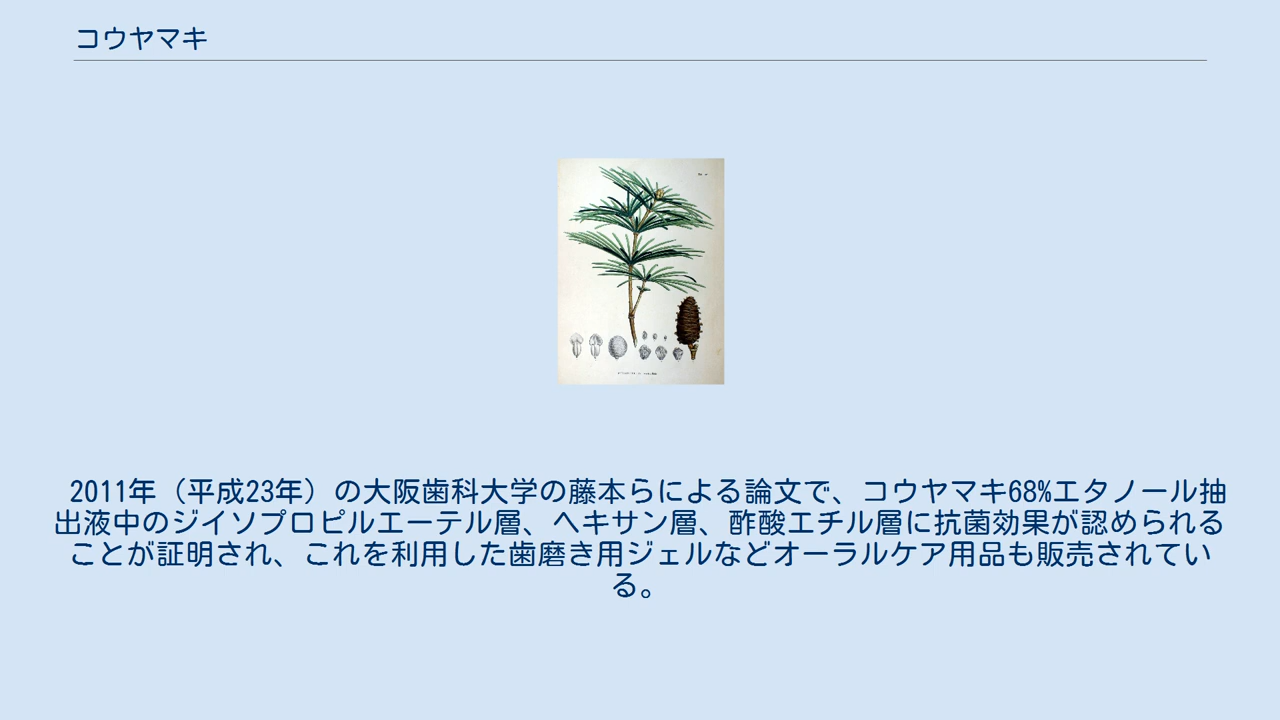 コウヤマキ
2011年（平成23年）の大阪歯科大学の藤本らによる論文で、コウヤマキ68%エタノール抽
出液中のジイソプロピルエーテル層、ヘキサン層、酢酸エチル層に抗菌効果が認められる
ことが証明され、これを利用した歯磨き用ジェルなどオーラルケア用品も販売されてい
る。